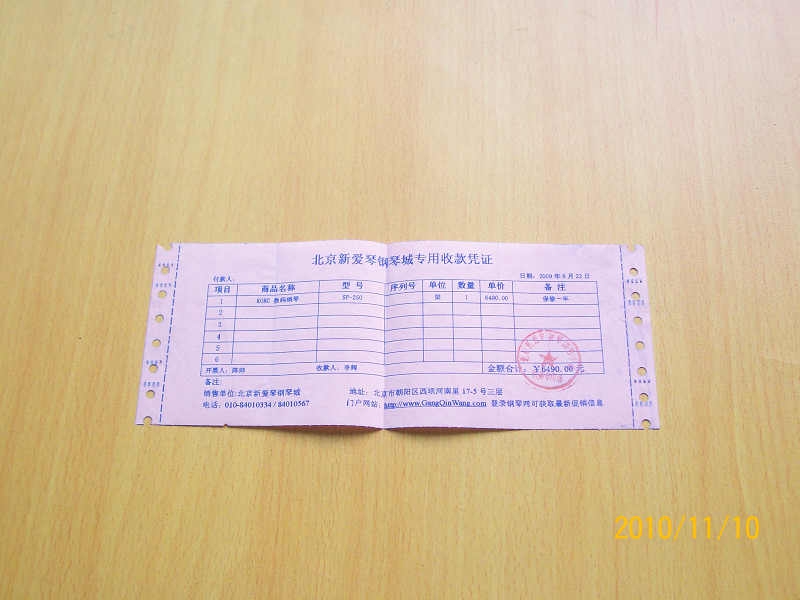 北京新爱琴钢琴城专用收款凭证
付款人: 日期: 2009 年 8 月 22 日
项目 商品名称 型 号 序列号 单位 数量 单价 备 注
1 KORG 数码钢琴 SP-250 架 1 6490.00 保修一年
2
3
4
5
6
开票人: 收款人: 金额合计: ¥6490.00 元
备注:
销售单位:北京新爱琴钢琴城 地址: 北京市朝阳区西坝河南里 17-5 号三层
电话: 010-84010334 / 84010567 门户网站: http://www.GangQinWang.com 登录钢琴网可获取最新促销信息
2010/11/10